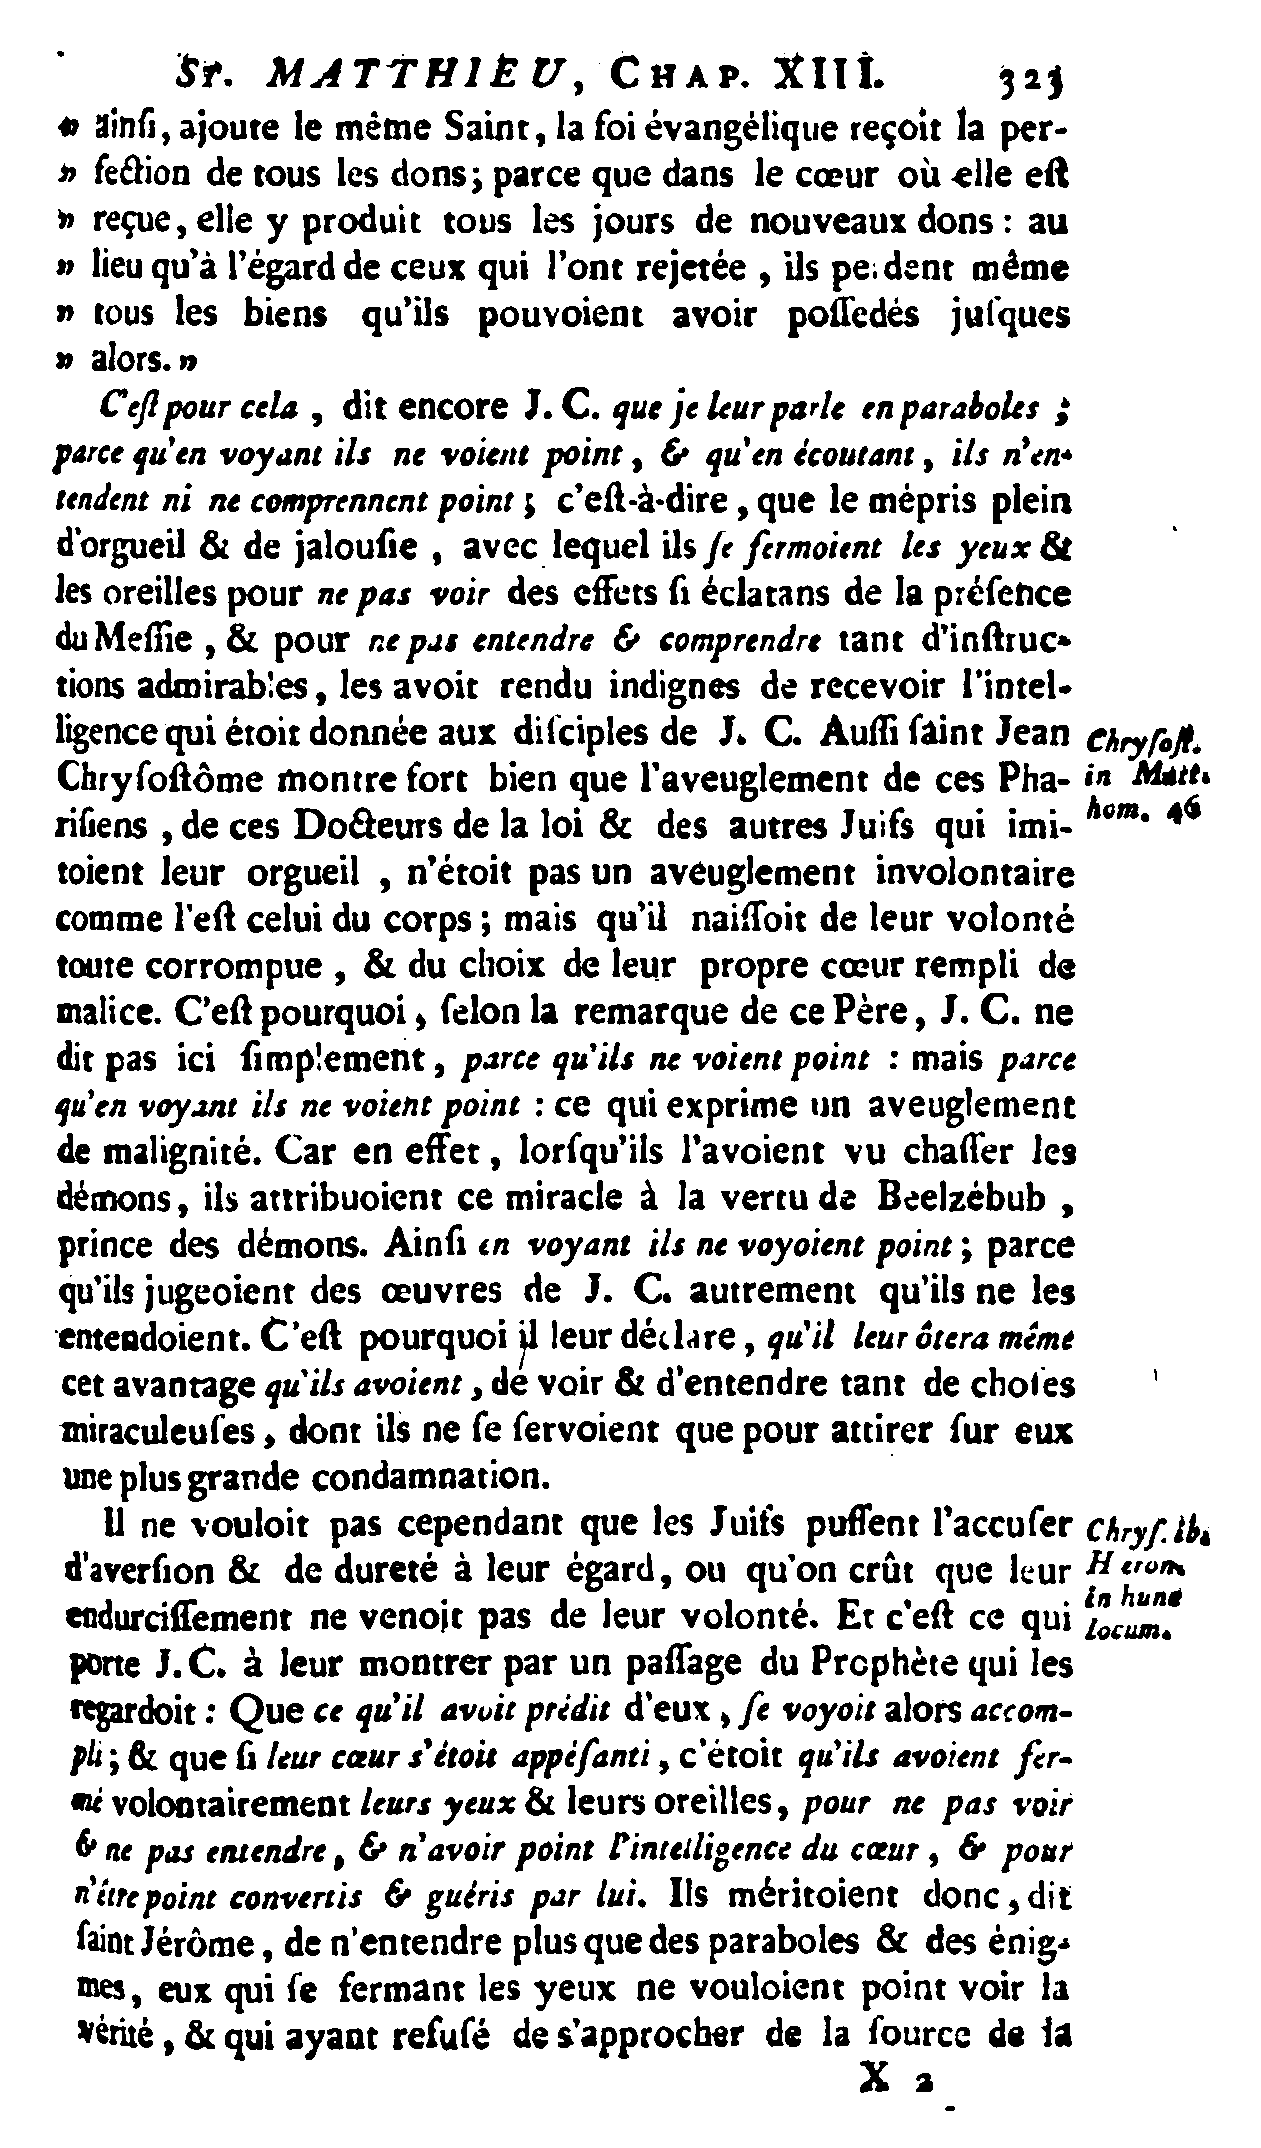 St. MATTHIEU, CHAP. XIII. 323
» ainſi, ajoute le même Saint, la foi évangélique reçoit la per-
» fection de tous les dons; parce que dans le cœur où elle eſt
» reçue, elle y produit tous les jours de nouveaux dons : au
» lieu qu'à l'égard de ceux qui l'ont rejetée, ils perdent même
» tous les biens qu'ils pouvoient avoir poſſedés juſques
» alors. »
C'eſt pour cela, dit encore J. C. que je leur parle en paraboles ;
parce qu'en voyant ils ne voient point, & qu'en écoutant, ils n'en-
tendent ni ne comprennent point ; c'eſt-à-dire, que le mépris plein
d'orgueil & de jalouſie, avec lequel ils ſe fermoient les yeux &
les oreilles pour ne pas voir des effets ſi éclatans de la préſence
du Meſſie, & pour ne pas entendre & comprendre tant d'inſtruc-
tions admirables, les avoit rendu indignes de recevoir l'intel-
ligence qui étoit donnée aux diſciples de J. C. Auſſi ſaint Jean
Chryſoſtôme montre fort bien que l'aveuglement de ces Pha-
riſiens, de ces Docteurs de la loi & des autres Juifs qui imi-
toient leur orgueil, n'étoit pas un aveuglement involontaire
comme l'eſt celui du corps ; mais qu'il naiſſoit de leur volonté
toute corrompue, & du choix de leur propre cœur rempli de
malice. C'eſt pourquoi, ſelon la remarque de ce Père, J. C. ne
dit pas ici ſimplement, parce qu'ils ne voient point : mais parce
qu'en voyant ils ne voient point : ce qui exprime un aveuglement
de malignité. Car en effet, lorſqu'ils l'avoient vu chaſſer les
démons, ils attribuoient ce miracle à la vertu de Beelzébub,
prince des démons. Ainſi en voyant ils ne voyoient point ; parce
qu'ils jugeoient des œuvres de J. C. autrement qu'ils ne les
entendoient. C'eſt pourquoi il leur déclare, qu'il leur ôtera même
cet avantage qu'ils avoient, de voir & d'entendre tant de choſes
miraculeuſes, dont ils ne ſe ſervoient que pour attirer ſur eux
une plus grande condamnation.
Il ne vouloit pas cependant que les Juifs puſſent l'accuſer
d'averſion & de dureté à leur égard, ou qu'on crût que leur
endurciſſement ne venoit pas de leur volonté. Et c'eſt ce qui
porte J. C. à leur montrer par un paſſage du Prophète qui les
regardoit : Que ce qu'il avoit prédit d'eux, ſe voyoit alors accom-
pli ; & que ſi leur cœur s'étoit appéſanti, c'étoit qu'ils avoient fer-
mé volontairement leurs yeux & leurs oreilles, pour ne pas voir
& ne pas entendre, & n'avoir point l'intelligence du cœur, & pour
n'être point convertis & guéris par lui. Ils méritoient donc, dit
ſaint Jérôme, de n'entendre plus que des paraboles & des énig-
mes, eux qui ſe fermant les yeux ne vouloient point voir la
vérité, & qui ayant refuſé de s'approcher de la ſource de la
X 2
Chryſoſt.
in Matt.
hom. 46
Chryſ. ib.
Hierom.
in hunc
locum.